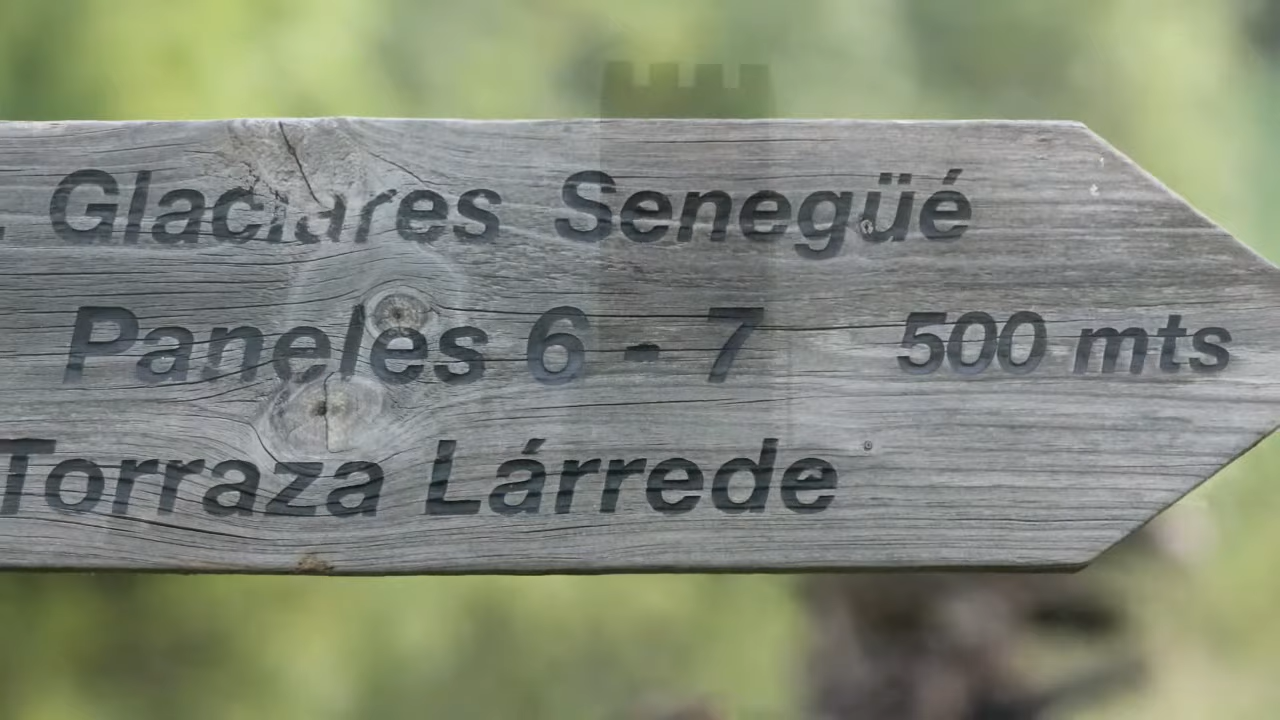 . Glaciares Senegüé
Paneles 6 - 7 500 mts
Torraza Lárrede